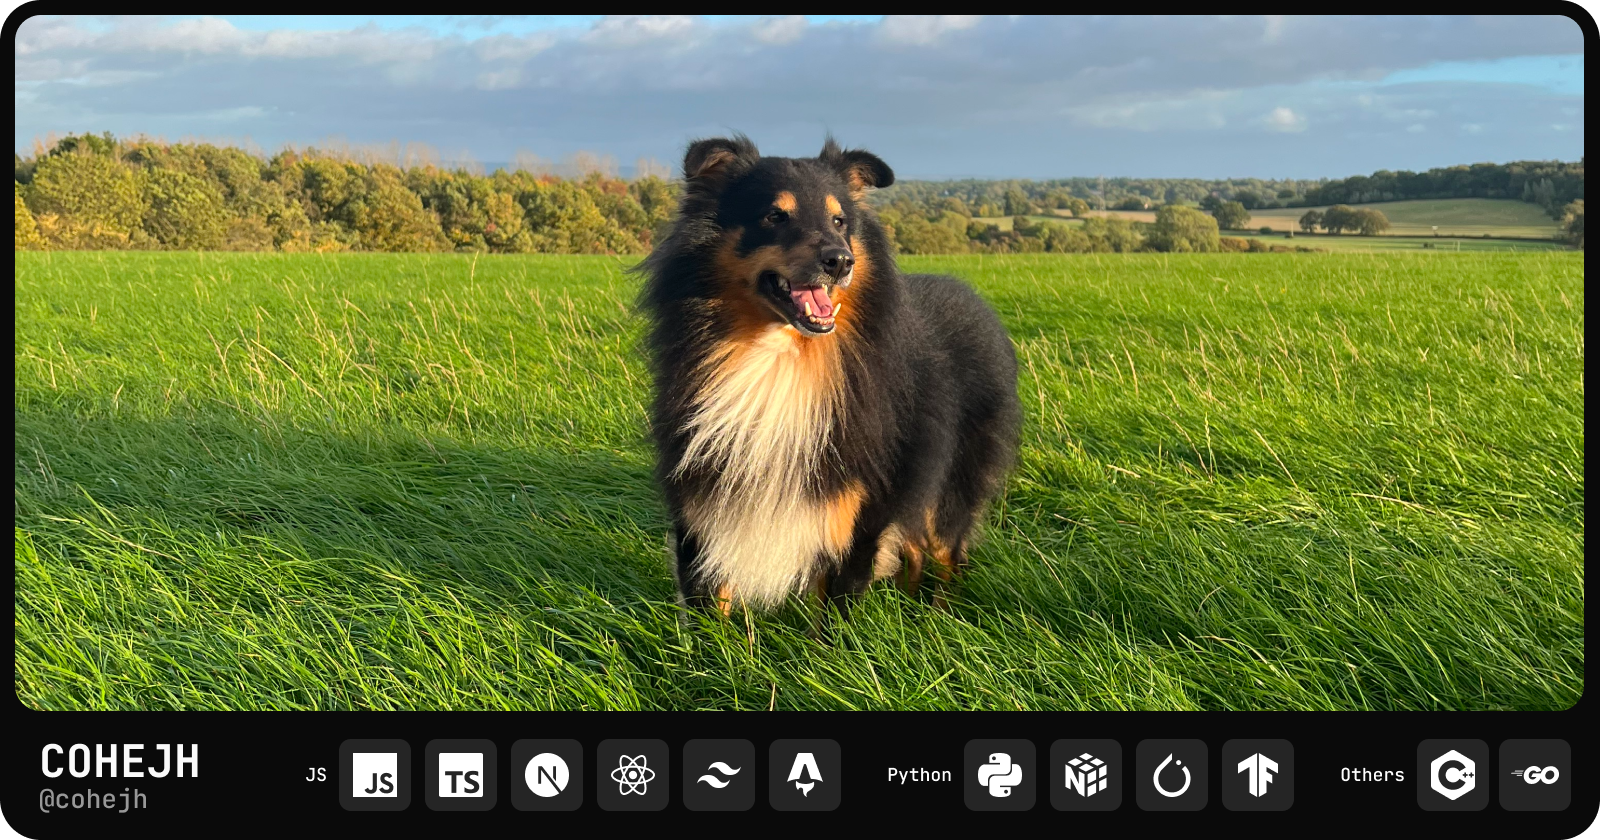 COHEJH
@cohejh
JS
JS
TS
N
Python
Others
C++
GO